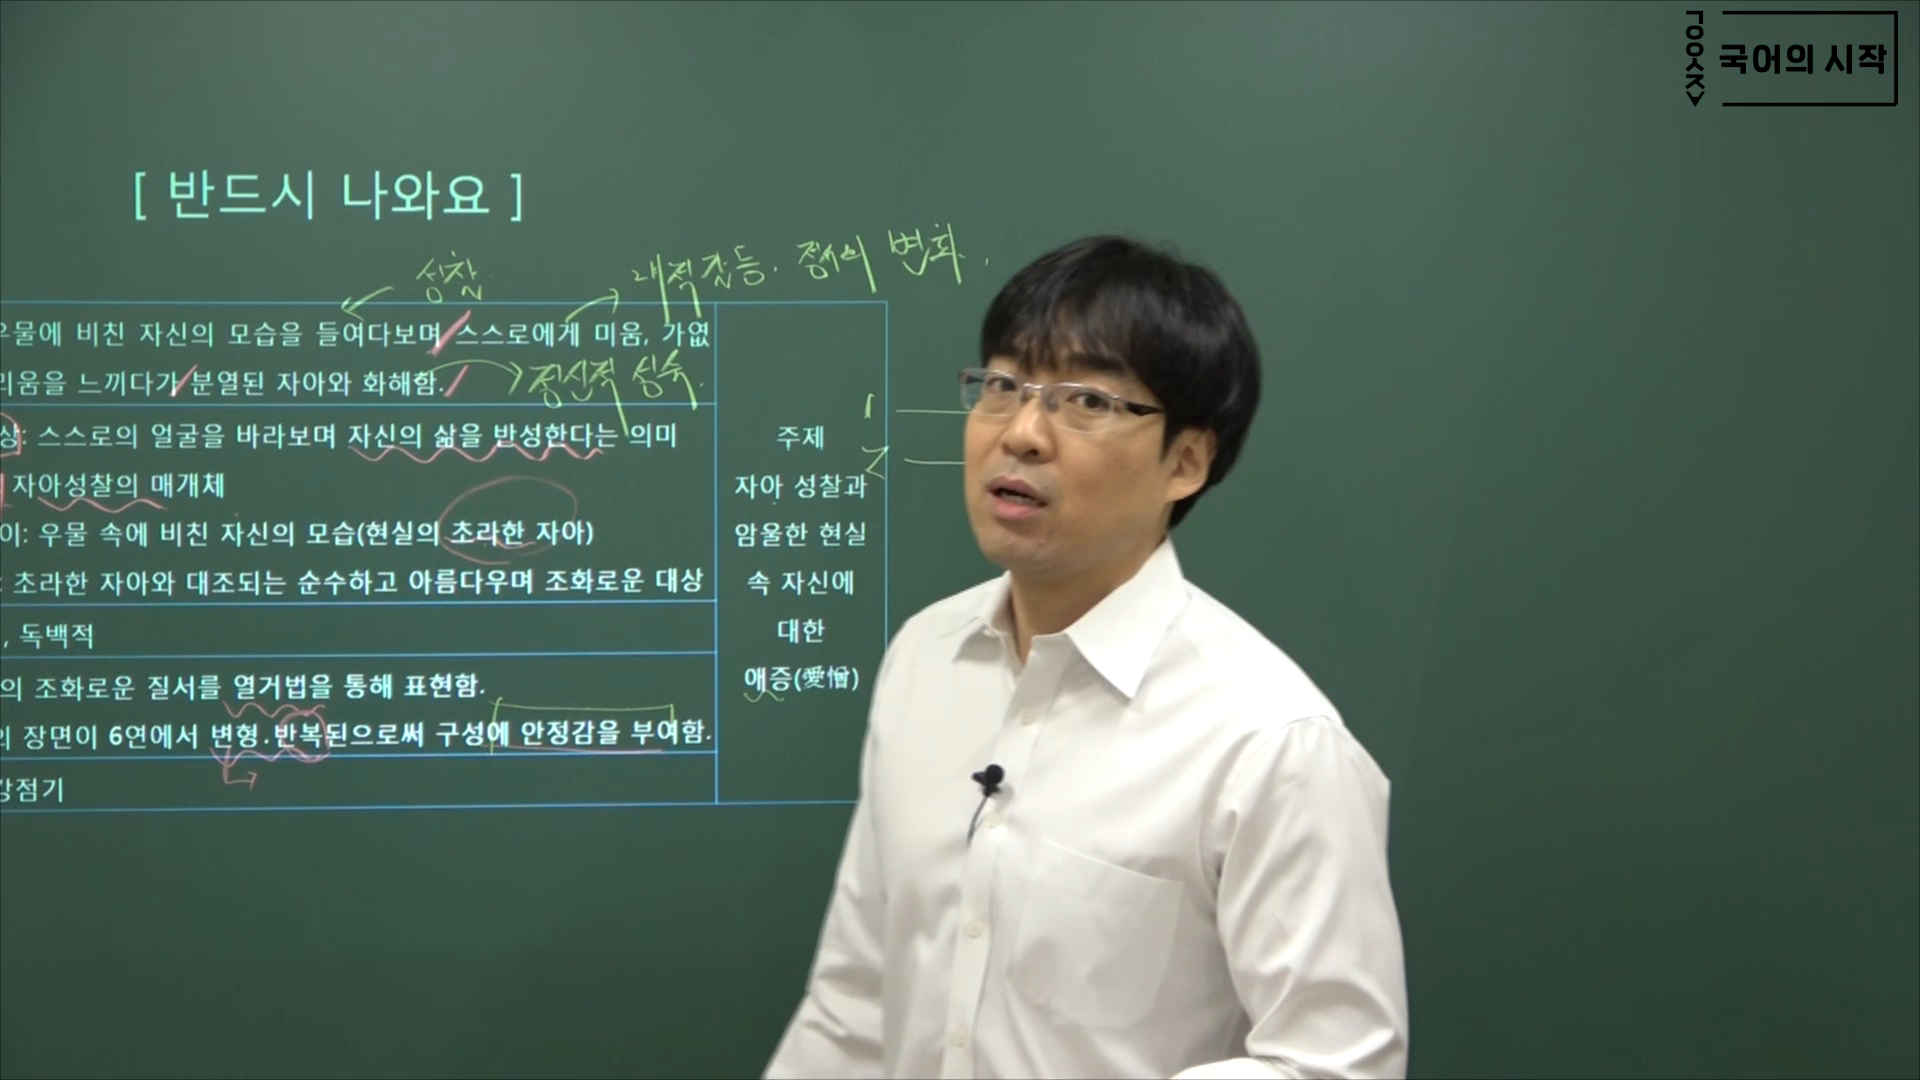 국어의 시작
[ 반드시 나와요 ]
성찰
내적갈등. 정서의 변화.
우물에 비친 자신의 모습을 들여다보며 스스로에게 미움, 가엾
리움을 느끼다가 분열된 자아와 화해함.
정신적 성숙.
상: 스스로의 얼굴을 바라보며 자신의 삶을 반성한다는 의미
자아성찰의 매개체
이: 우물 속에 비친 자신의 모습(현실의 초라한 자아)
: 초라한 자아와 대조되는 순수하고 아름다우며 조화로운 대상
, 독백적
의 조화로운 질서를 열거법을 통해 표현함.
의 장면이 6연에서 변형.반복된으로써 구성에 안정감을 부여함.
강점기
주제
자아 성찰과
암울한 현실
속 자신에
대한
애증(愛憎)
1
2